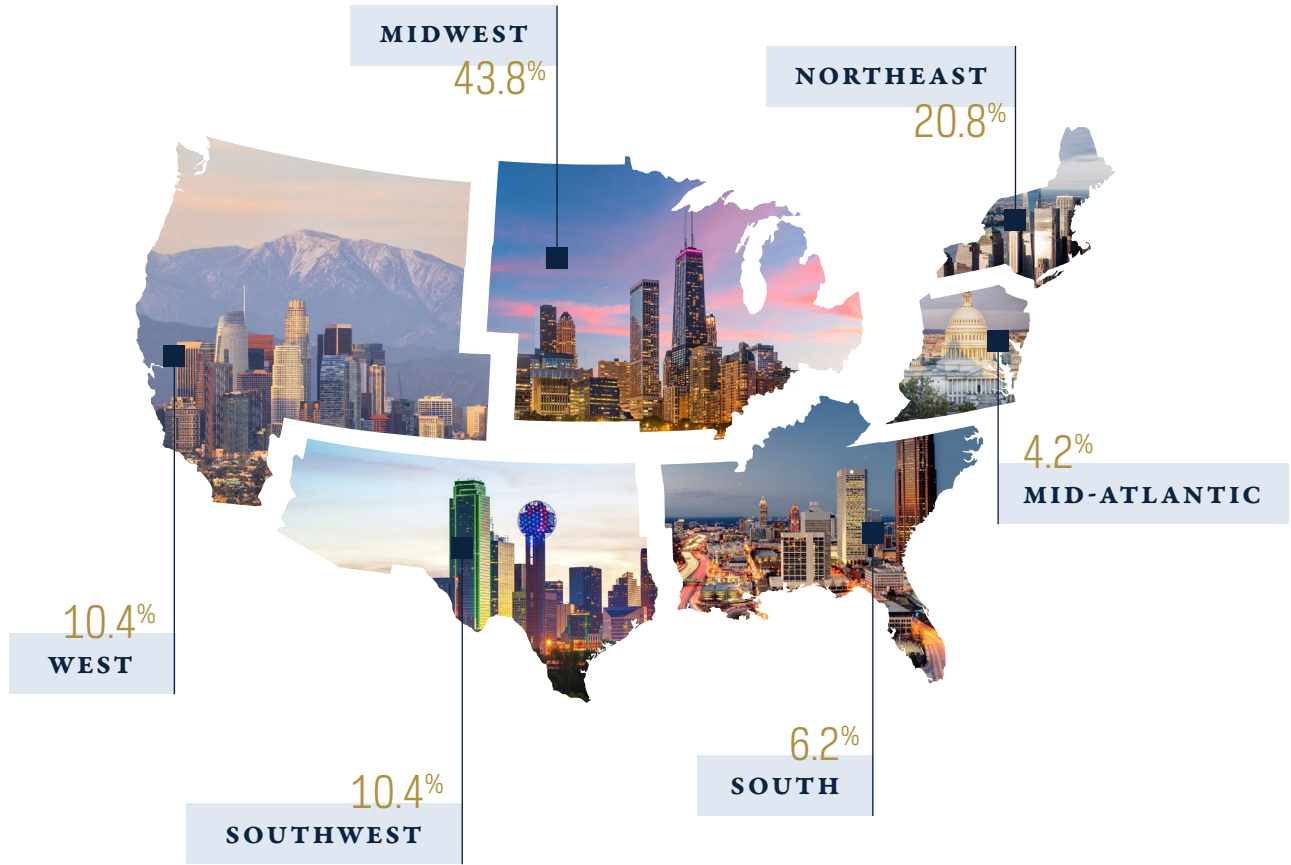 MIDWEST
43.8%
NORTHEAST
20.8%
4.2%
MID-ATLANTIC
10.4%
WEST
6.2%
SOUTH
10.4%
SOUTHWEST